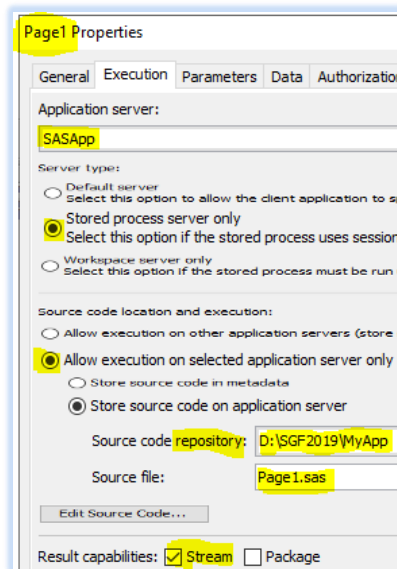 Page1 Properties
General Execution Parameters Data Authorizatio
Application server:
SASApp
Server type:
Default server
Select this option to allow the client application to s
Stored process server only
Select this option if the stored process uses session
Workspace server only
Select this option if the stored process must be run
Source code location and execution:
Allow execution on other application servers (store
Allow execution on selected application server only
Store source code in metadata
Store source code on application server
Source code repository: D:\SGF2019\MyApp
Source file: Page1.sas
Edit Source Code...
Result capabilities: Stream Package